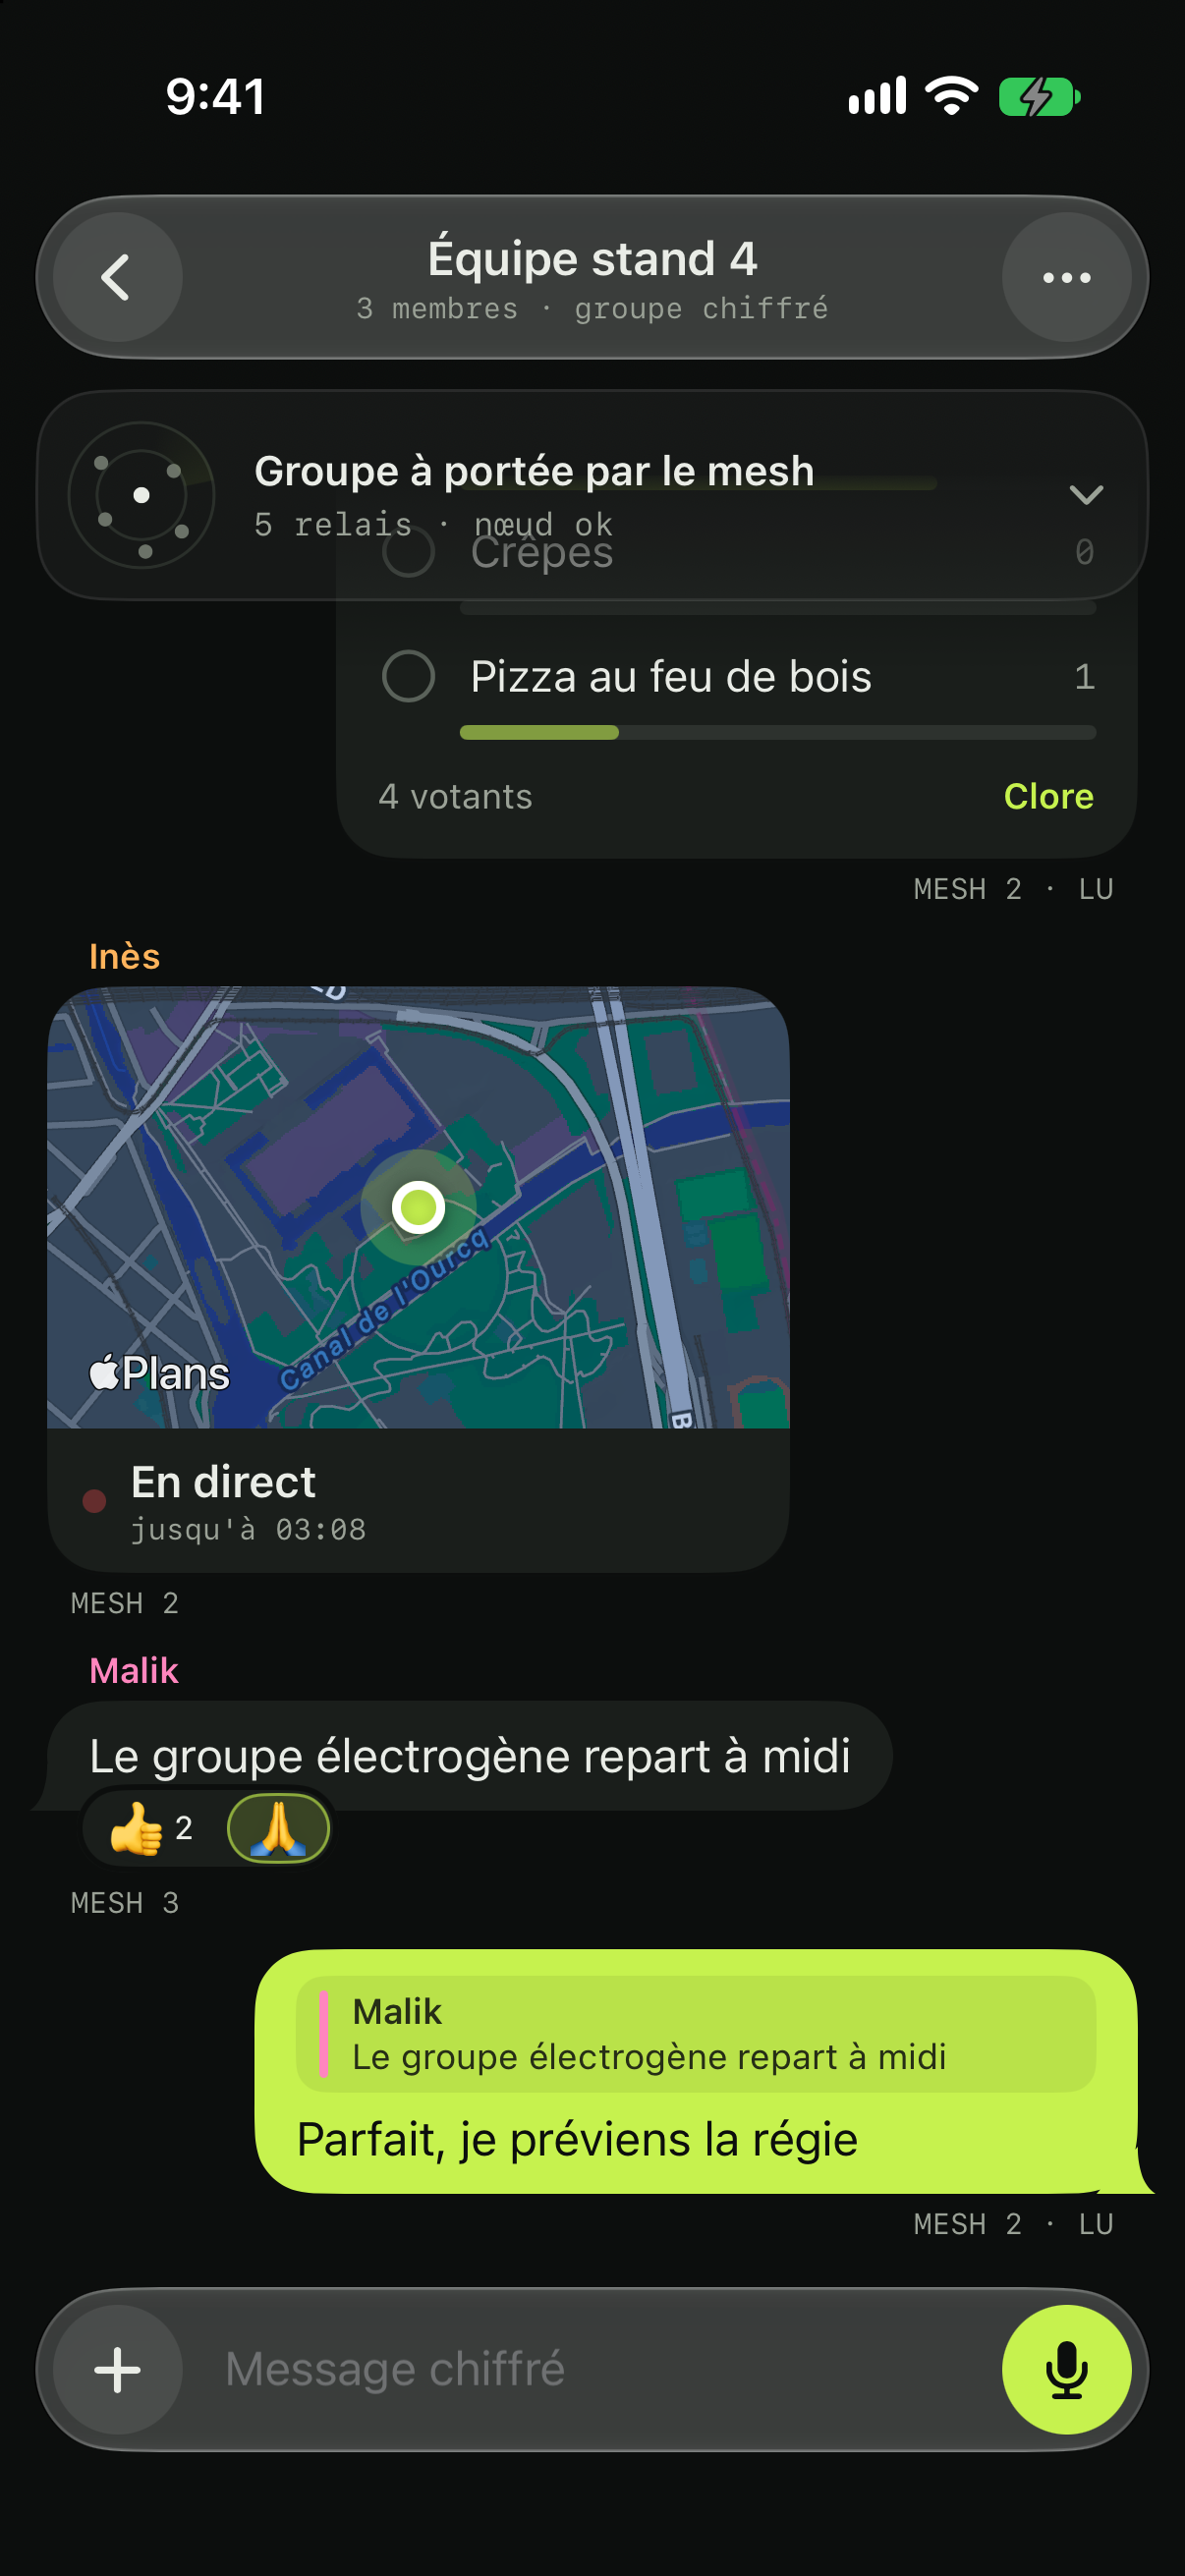 9:41
Équipe stand 4
3 membres · groupe chiffré
Groupe à portée par le mesh
5 relais · nœud ok
Crêpes 0
Pizza au feu de bois 1
4 votants Clore
MESH 2 · LU
Inès
Canal de l'Ourcq
Plans
B
En direct
jusqu'à 03:08
MESH 2
Malik
Le groupe électrogène repart à midi
👍 2 🙏
MESH 3
Malik
Le groupe électrogène repart à midi
Parfait, je préviens la régie
MESH 2 · LU
Message chiffré